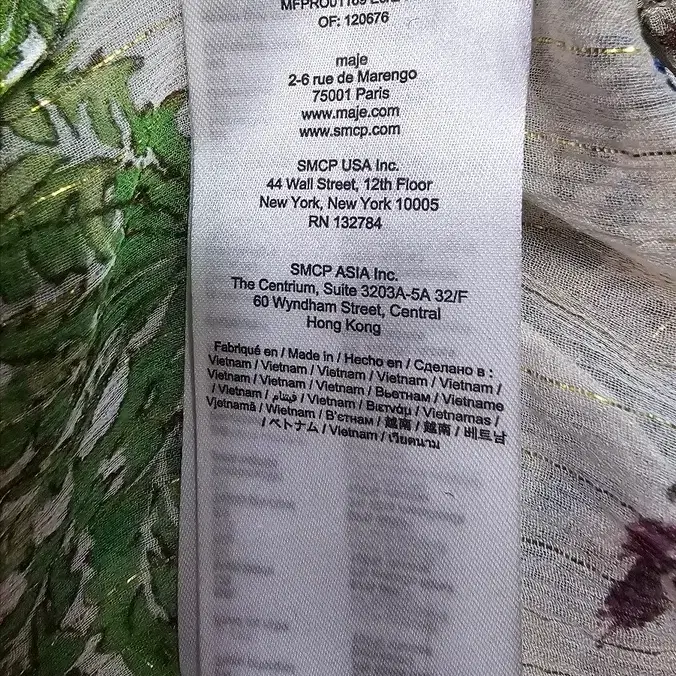 OF: 120676
maje
2-6 rue de Marengo
75001 Paris
www.maje.com
www.smcp.com
SMCP USA Inc.
44 Wall Street, 12th Floor
New York, New York 10005
RN 132784
SMCP ASIA Inc.
The Centrium, Suite 3203A-5A 32/F
60 Wyndham Street, Central
Hong Kong
Fabriqué en / Made in / Hecho en / Сделано в :
Vietnam / Vietnam / Vietnam / Vietnam / Vietnam /
Vietnam / Vietnam / Vietnam / Вьетнам / Vietname
/ Vietnam / فيتنام / Vietnam / Βιετνάμ / Vietnamas /
Vjetnamā / Wietnam / В'єтнам / 越南 / 越南 / 베트남
/ ベトナム / Vietnam / เวียดนาม